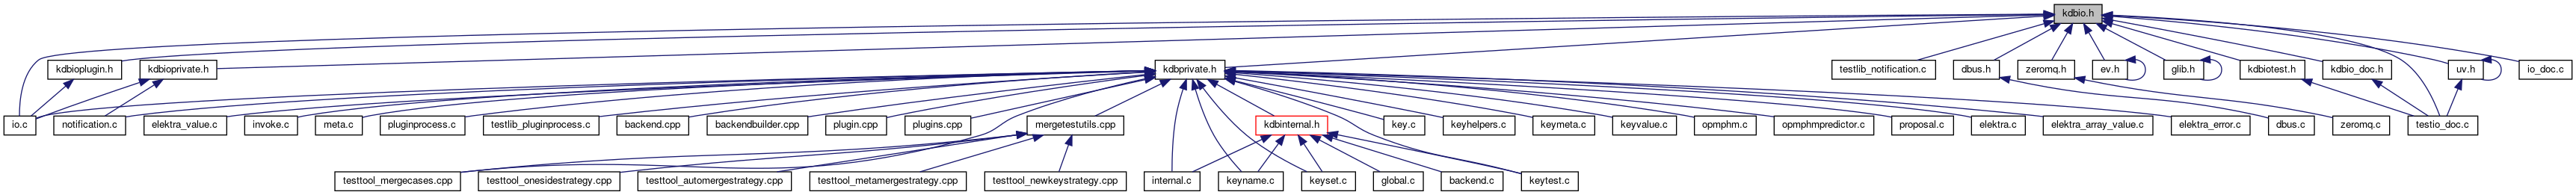 kdbio.h
kdbioplugin.h
kdbioprivate.h
kdbprivate.h
testlib_notification.c
dbus.h
zeromq.h
ev.h
glib.h
kdbiotest.h
kdbio_doc.h
uv.h
io_doc.c
io.c
notification.c
elektra_value.c
invoke.c
meta.c
pluginprocess.c
testlib_pluginprocess.c
backend.cpp
backendbuilder.cpp
plugin.cpp
plugins.cpp
mergetestutils.cpp
kdbinternal.h
key.c
keyhelpers.c
keymeta.c
keyvalue.c
opmphm.c
opmphmpredictor.c
proposal.c
elektra.c
elektra_array_value.c
elektra_error.c
dbus.c
zeromq.c
testio_doc.c
testtool_mergecases.cpp
testtool_onesidestrategy.cpp
testtool_automergestrategy.cpp
testtool_metamergestrategy.cpp
testtool_newkeystrategy.cpp
internal.c
keyname.c
keyset.c
global.c
backend.c
keytest.c